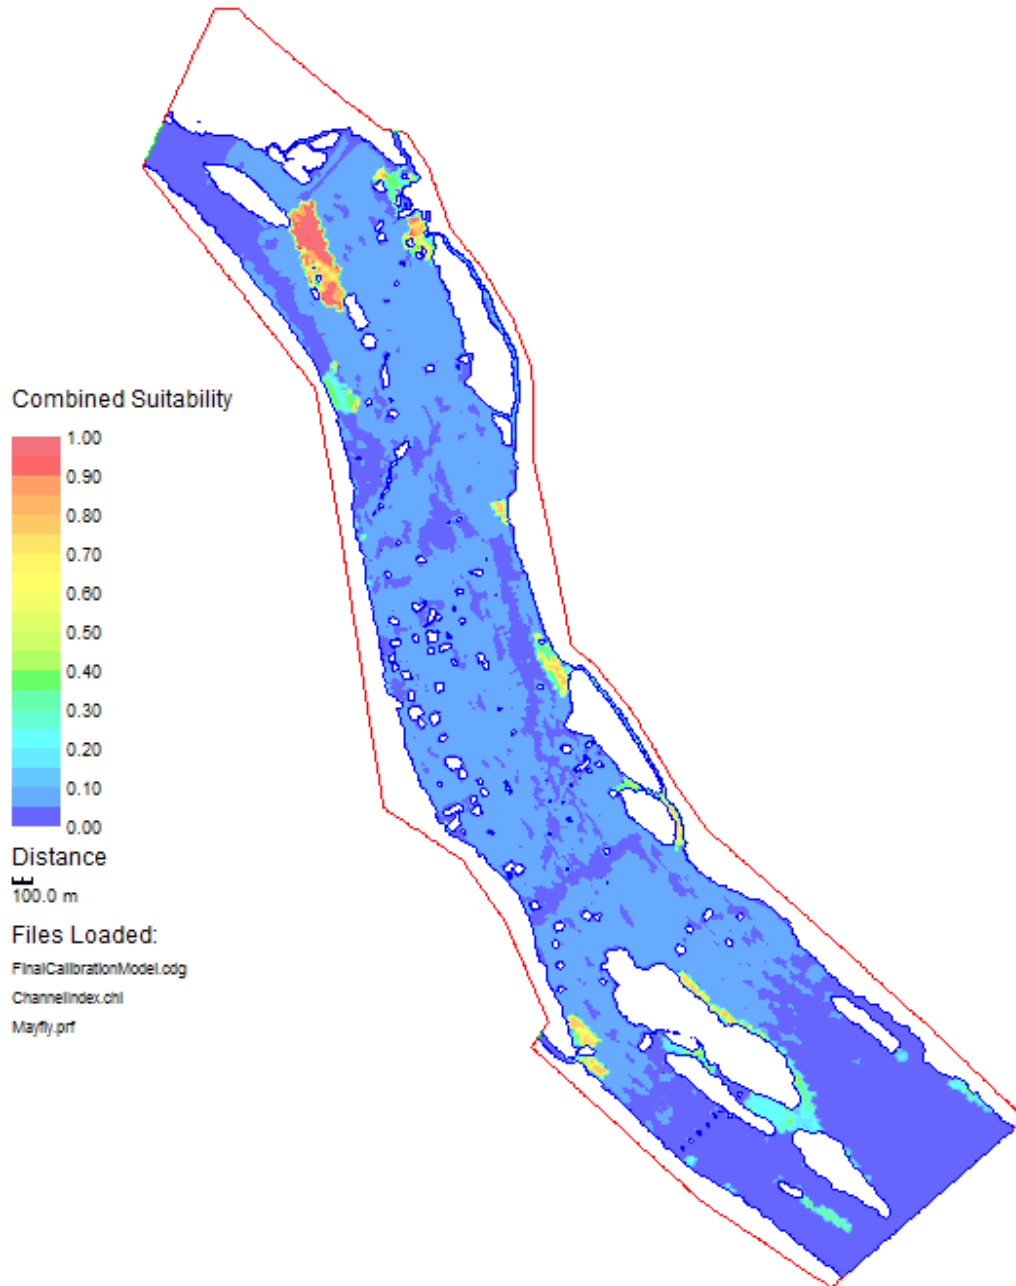 Combined Suitability
1.00
0.90
0.80
0.70
0.60
0.50
0.40
0.30
0.20
0.10
0.00
Distance
100.0 m
Files Loaded:
FinalCalibrationModel.cdg
ChannelIndex.chi
Mayfly.prf